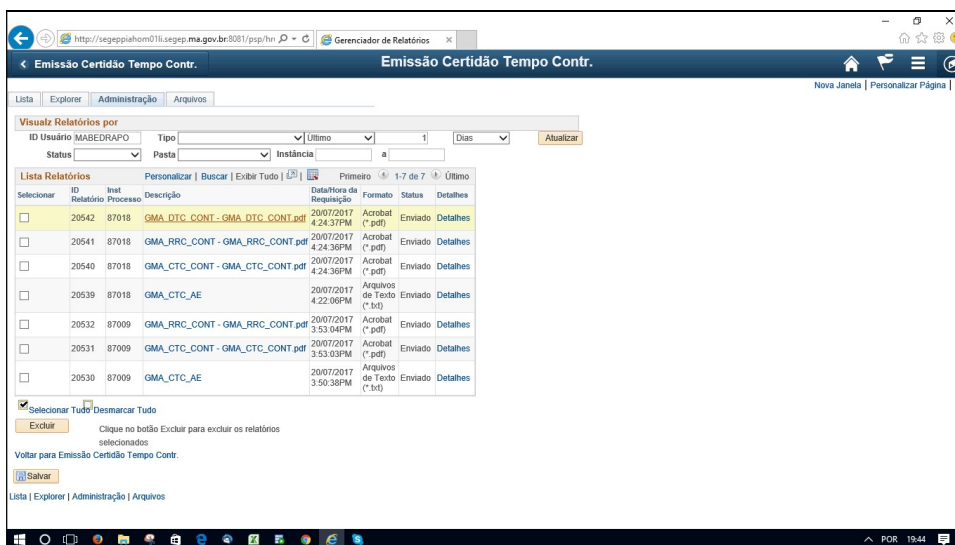 http://segeppiahom01li.segep.ma.gov.br:8081/psp/hn
Gerenciador de Relatórios
Emissão Certidão Tempo Contr.
Emissão Certidão Tempo Contr.
Nova Janela | Personalizar Página |
Lista Explorer Administração Arquivos
Visualz Relatórios por
ID Usuário MABEDRAPO Tipo Último 1 Dias Atualizar
Status Pasta Instância a
Lista Relatórios Personalizar | Buscar | Exibir Tudo | | Primeiro 1-7 de 7 Último
Selecionar ID Relatório Inst Processo Descrição Data/Hora da Requisição Formato Status Detalhes
20542 87018 GMA_DTC_CONT - GMA_DTC_CONT.pdf 20/07/2017 4:24:37PM Acrobat (*.pdf) Enviado Detalhes
20541 87018 GMA_RRC_CONT - GMA_RRC_CONT.pdf 20/07/2017 4:24:36PM Acrobat (*.pdf) Enviado Detalhes
20540 87018 GMA_CTC_CONT - GMA_CTC_CONT.pdf 20/07/2017 4:24:36PM Acrobat (*.pdf) Enviado Detalhes
20539 87018 GMA_CTC_AE 20/07/2017 4:22:06PM Arquivos de Texto (*.txt) Enviado Detalhes
20532 87009 GMA_RRC_CONT - GMA_RRC_CONT.pdf 20/07/2017 3:53:04PM Acrobat (*.pdf) Enviado Detalhes
20531 87009 GMA_CTC_CONT - GMA_CTC_CONT.pdf 20/07/2017 3:53:03PM Acrobat (*.pdf) Enviado Detalhes
20530 87009 GMA_CTC_AE 20/07/2017 3:50:38PM Arquivos de Texto (*.txt) Enviado Detalhes
Selecionar Tudo Desmarcar Tudo
Excluir Clique no botão Excluir para excluir os relatórios
selecionados
Voltar para Emissão Certidão Tempo Contr.
Salvar
Lista | Explorer | Administração | Arquivos
POR 19:44